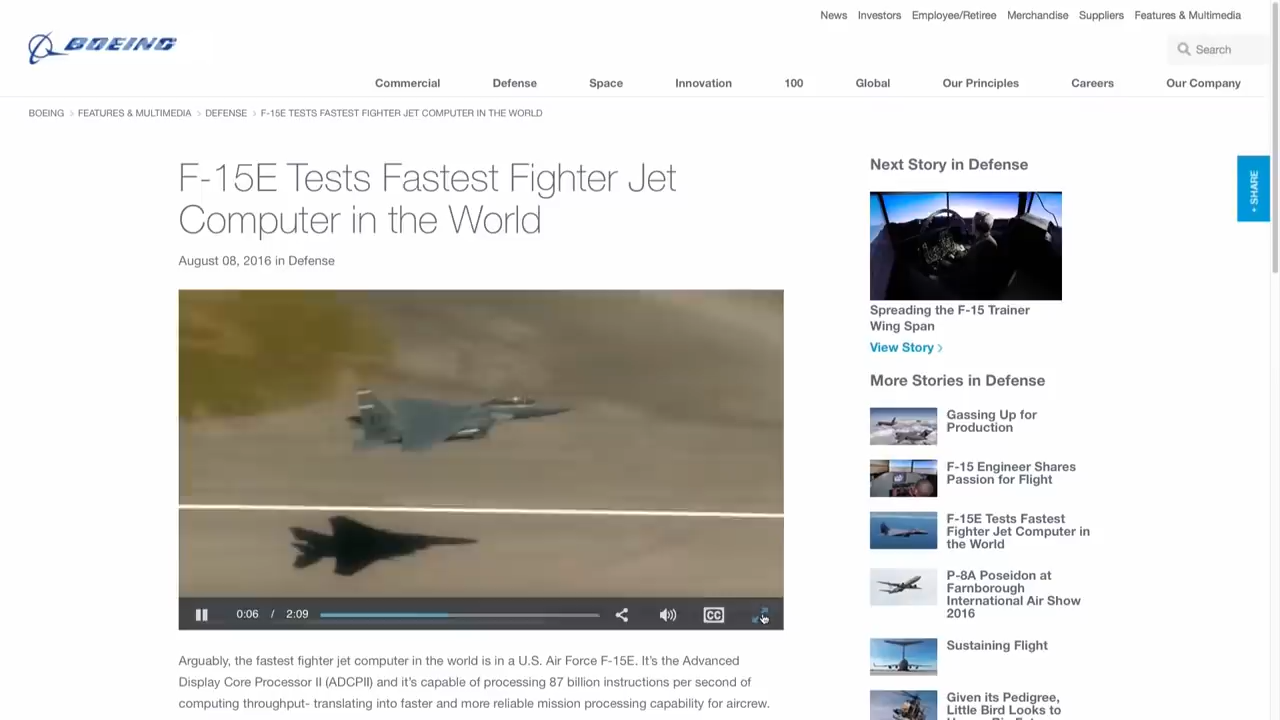 News Investors Employee/Retiree Merchandise Suppliers Features & Multimedia
BOEING
Search
Commercial Defense Space Innovation 100 Global Our Principles Careers Our Company
BOEING > FEATURES & MULTIMEDIA > DEFENSE > F-15E TESTS FASTEST FIGHTER JET COMPUTER IN THE WORLD
F-15E Tests Fastest Fighter Jet
Computer in the World
August 08, 2016 in Defense
0:06 / 2:09
CC
Arguably, the fastest fighter jet computer in the world is in a U.S. Air Force F-15E. It's the Advanced
Display Core Processor II (ADCPII) and it's capable of processing 87 billion instructions per second of
computing throughput- translating into faster and more reliable mission processing capability for aircrew.
Next Story in Defense
Spreading the F-15 Trainer
Wing Span
View Story >
More Stories in Defense
Gassing Up for
Production
F-15 Engineer Shares
Passion for Flight
F-15E Tests Fastest
Fighter Jet Computer in
the World
P-8A Poseidon at
Farnborough
International Air Show
2016
Sustaining Flight
Given its Pedigree,
Little Bird Looks to
+ SHARE